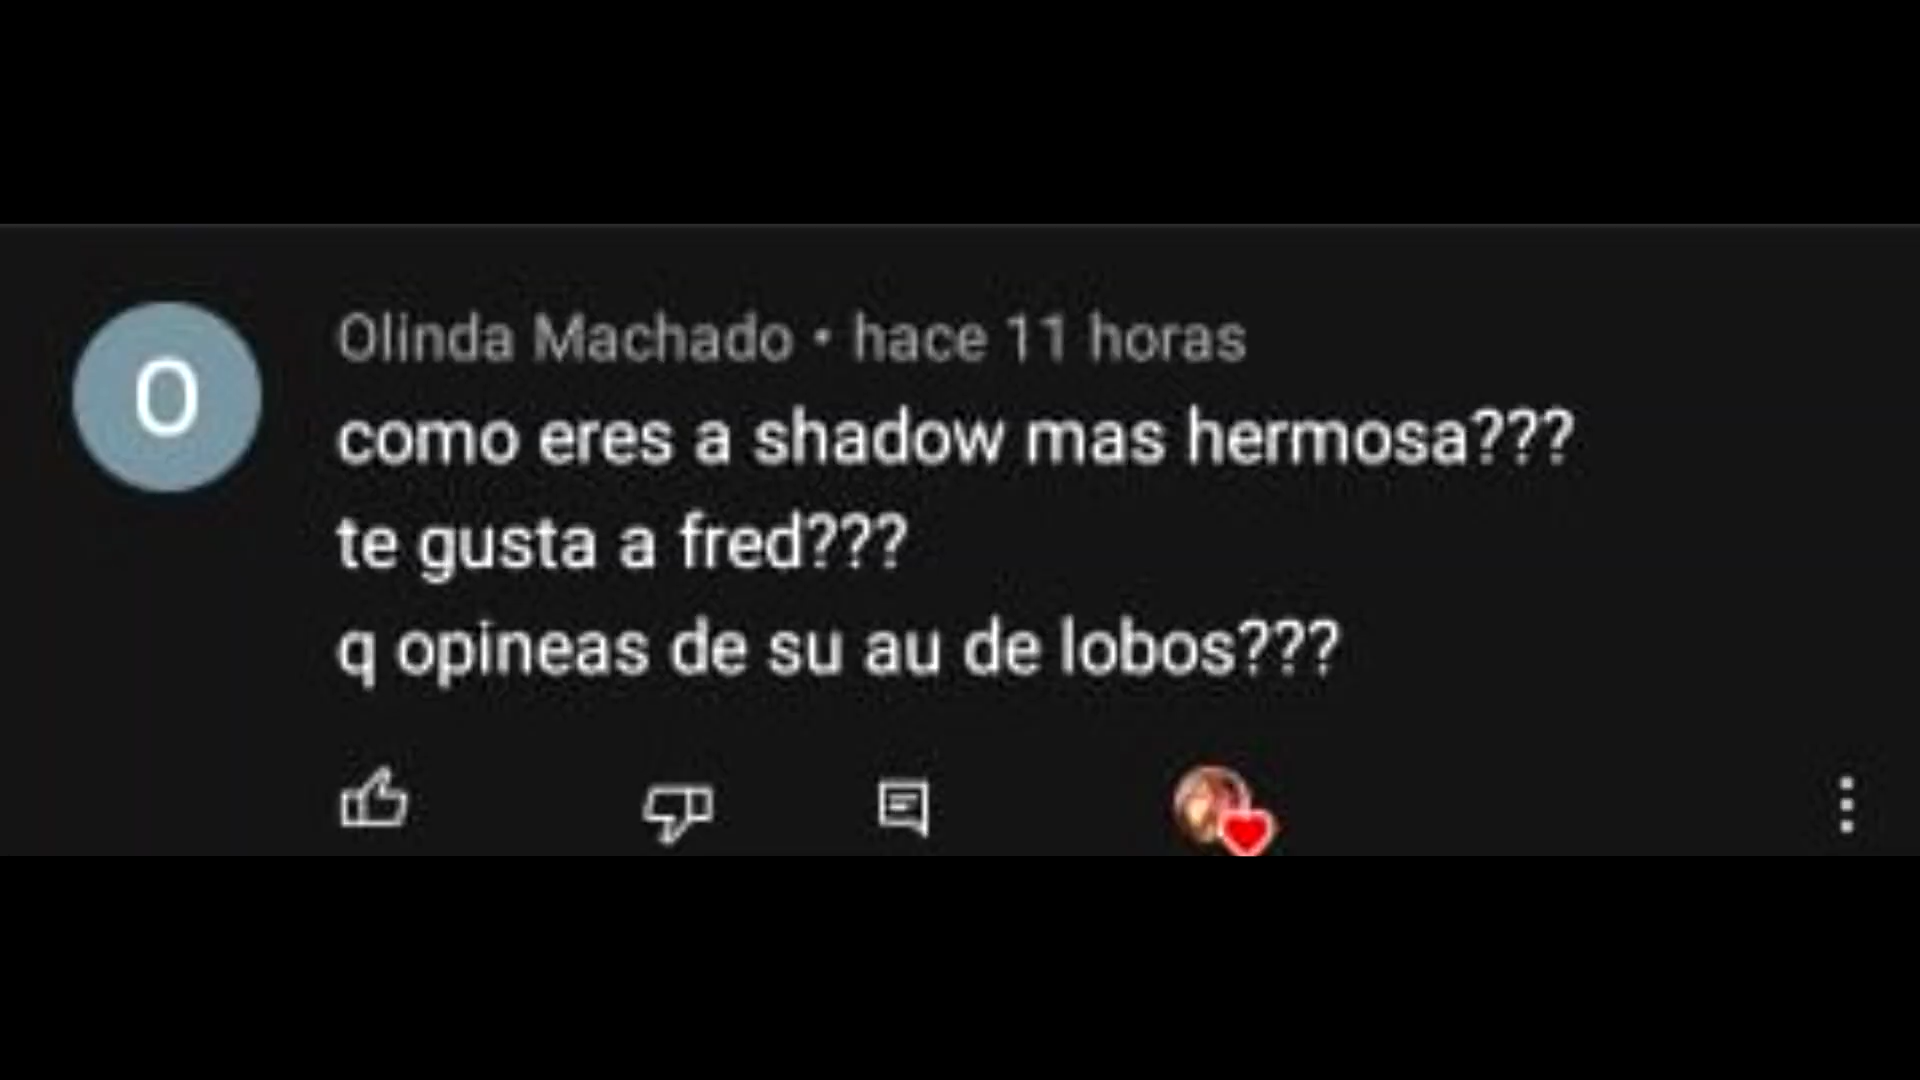 O
Olinda Machado • hace 11 horas
como eres a shadow mas hermosa???
te gusta a fred???
q opineas de su au de lobos???